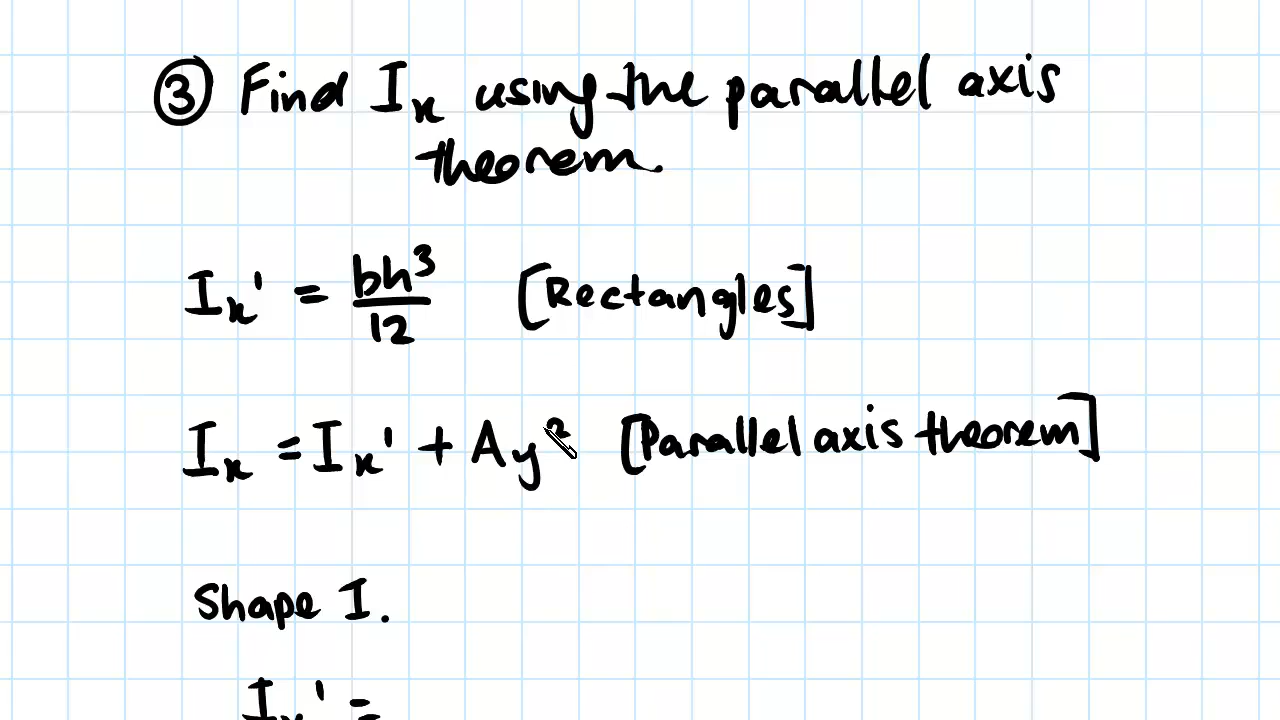 ③ Find Iₓ using the parallel axis
theorem.
Iₓ' = bh³/12 [Rectangles]
Iₓ = Iₓ' + Ay² [Parallel axis theorem]
Shape I.
Iₓ' =